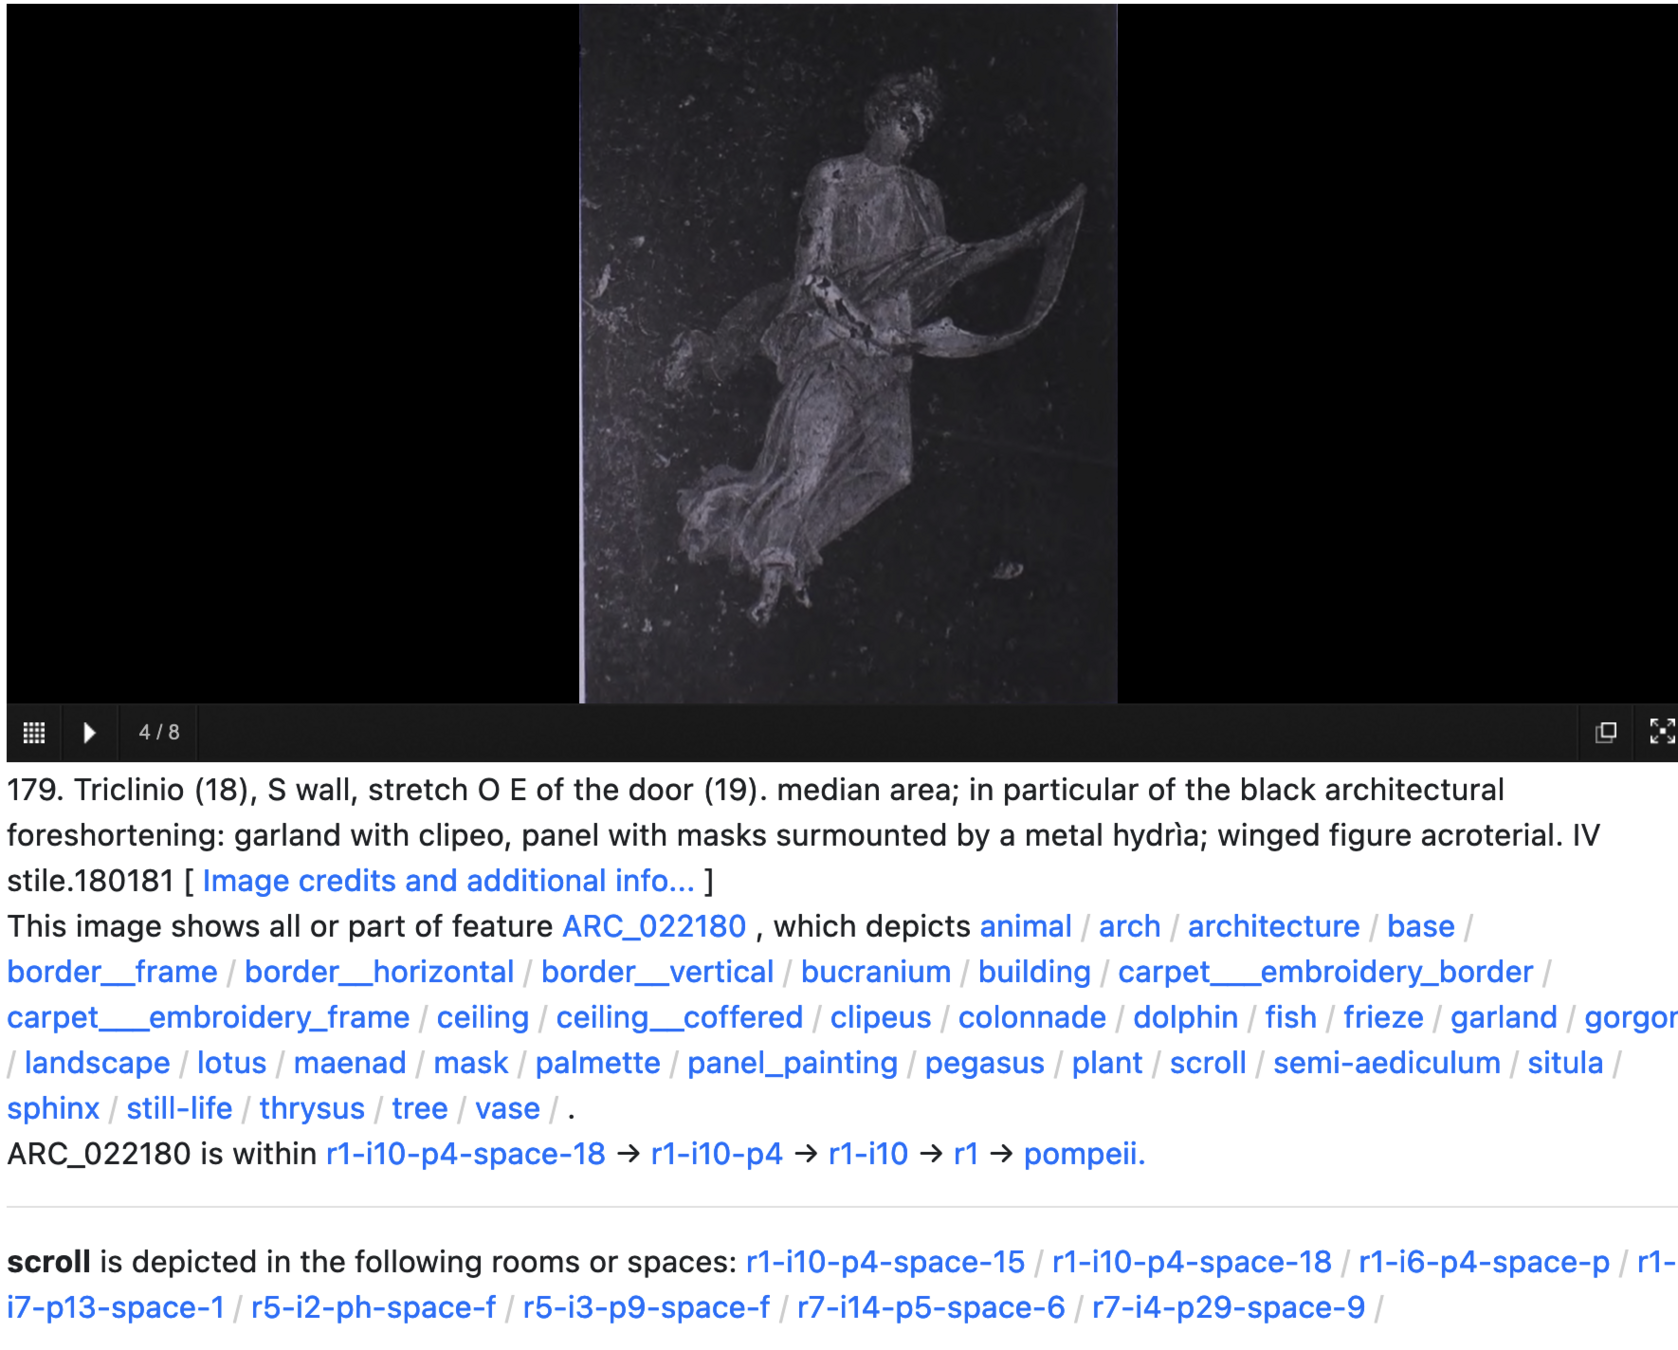 4 / 8
179. Triclinio (18), S wall, stretch O E of the door (19). median area; in particular of the black architectural
foreshortening: garland with clipeo, panel with masks surmounted by a metal hydrìa; winged figure acroterial. IV
stile.180181 [ Image credits and additional info... ]
This image shows all or part of feature ARC_022180 , which depicts animal / arch / architecture / base /
border__frame / border__horizontal / border__vertical / bucranium / building / carpet___embroidery_border /
carpet___embroidery_frame / ceiling / ceiling__coffered / clipeus / colonnade / dolphin / fish / frieze / garland / gorgon
/ landscape / lotus / maenad / mask / palmette / panel_painting / pegasus / plant / scroll / semi-aediculum / situla /
sphinx / still-life / thrysus / tree / vase / .
ARC_022180 is within r1-i10-p4-space-18 → r1-i10-p4 → r1-i10 → r1 → pompeii.
scroll is depicted in the following rooms or spaces: r1-i10-p4-space-15 / r1-i10-p4-space-18 / r1-i6-p4-space-p / r1-
i7-p13-space-1 / r5-i2-ph-space-f / r5-i3-p9-space-f / r7-i14-p5-space-6 / r7-i4-p29-space-9 /